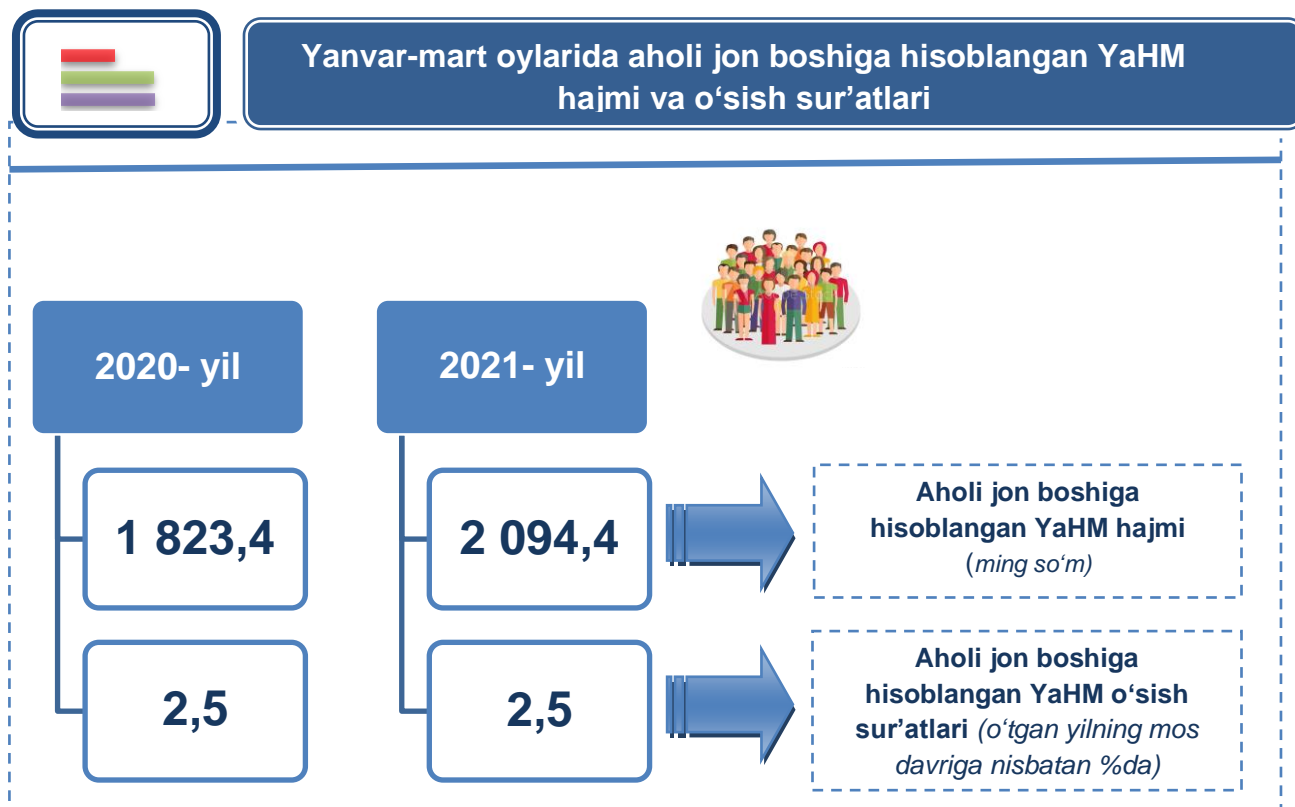 Yanvar-mart oylarida aholi jon boshiga hisoblangan YaHM
hajmi va o‘sish sur’atlari
2020- yil
2021- yil
1 823,4
2 094,4
Aholi jon boshiga
hisoblangan YaHM hajmi
(ming so‘m)
2,5
2,5
Aholi jon boshiga
hisoblangan YaHM o‘sish
sur’atlari (o‘tgan yilning mos
davriga nisbatan %da)